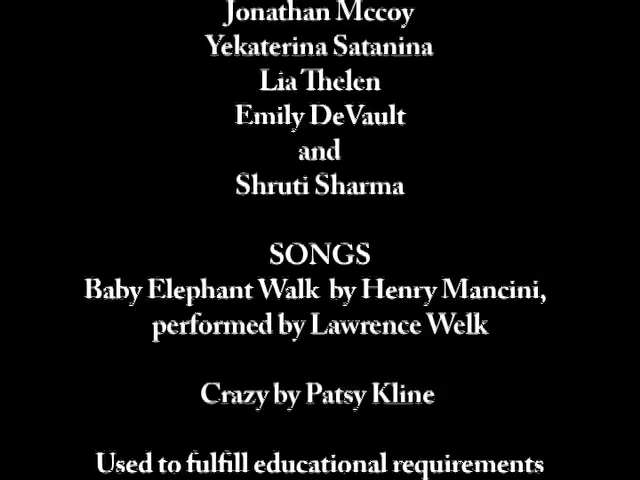 Jonathan Mccoy
Yekaterina Satanina
Lia Thelen
Emily DeVault
and
Shruti Sharma
SONGS
Baby Elephant Walk by Henry Mancini,
performed by Lawrence Welk
Crazy by Patsy Kline
Used to fulfill educational requirements